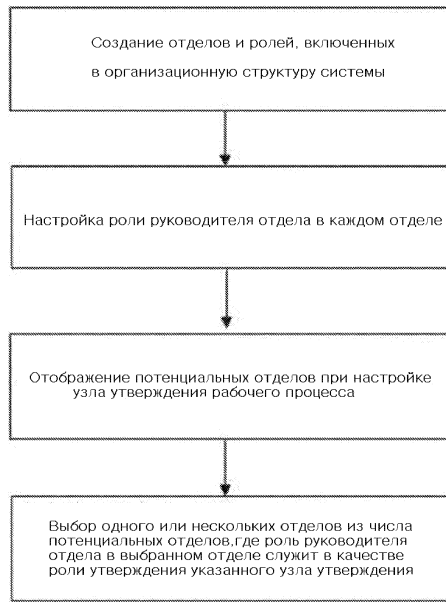 Создание отделов и ролей, включенных
в организационную структуру системы
Настройка роли руководителя отдела в каждом отделе
Отображение потенциальных отделов при настройке
узла утверждения рабочего процесса
Выбор одного или нескольких отделов из числа
потенциальных отделов,где роль руководителя
отдела в выбранном отделе служит в качестве
роли утверждения указанного узла утверждения